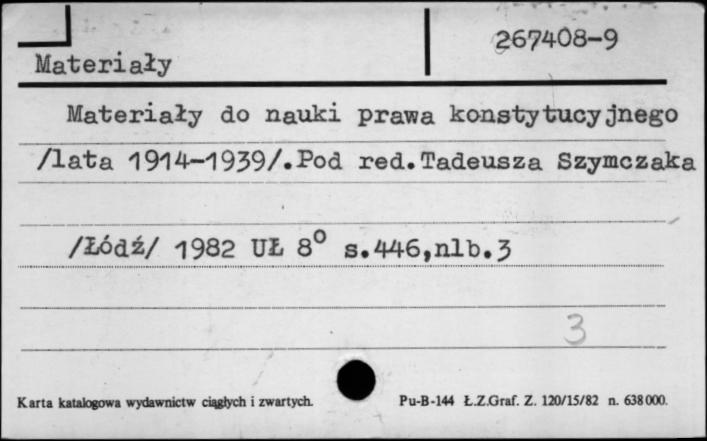 267408-9
Materiały
Materiały do nauki prawa konstytucyjnego
/lata 1914-1939/.Pod red.Tadeusza Szymczaka
/Łódź/ 1982 UŁ 8° s.446,nlb.3
3
Karta katalogowa wydawnictw ciągłych i zwartych.
Pu-B-144 Ł.Z.Graf. Z. 120/15/82 n. 638000.